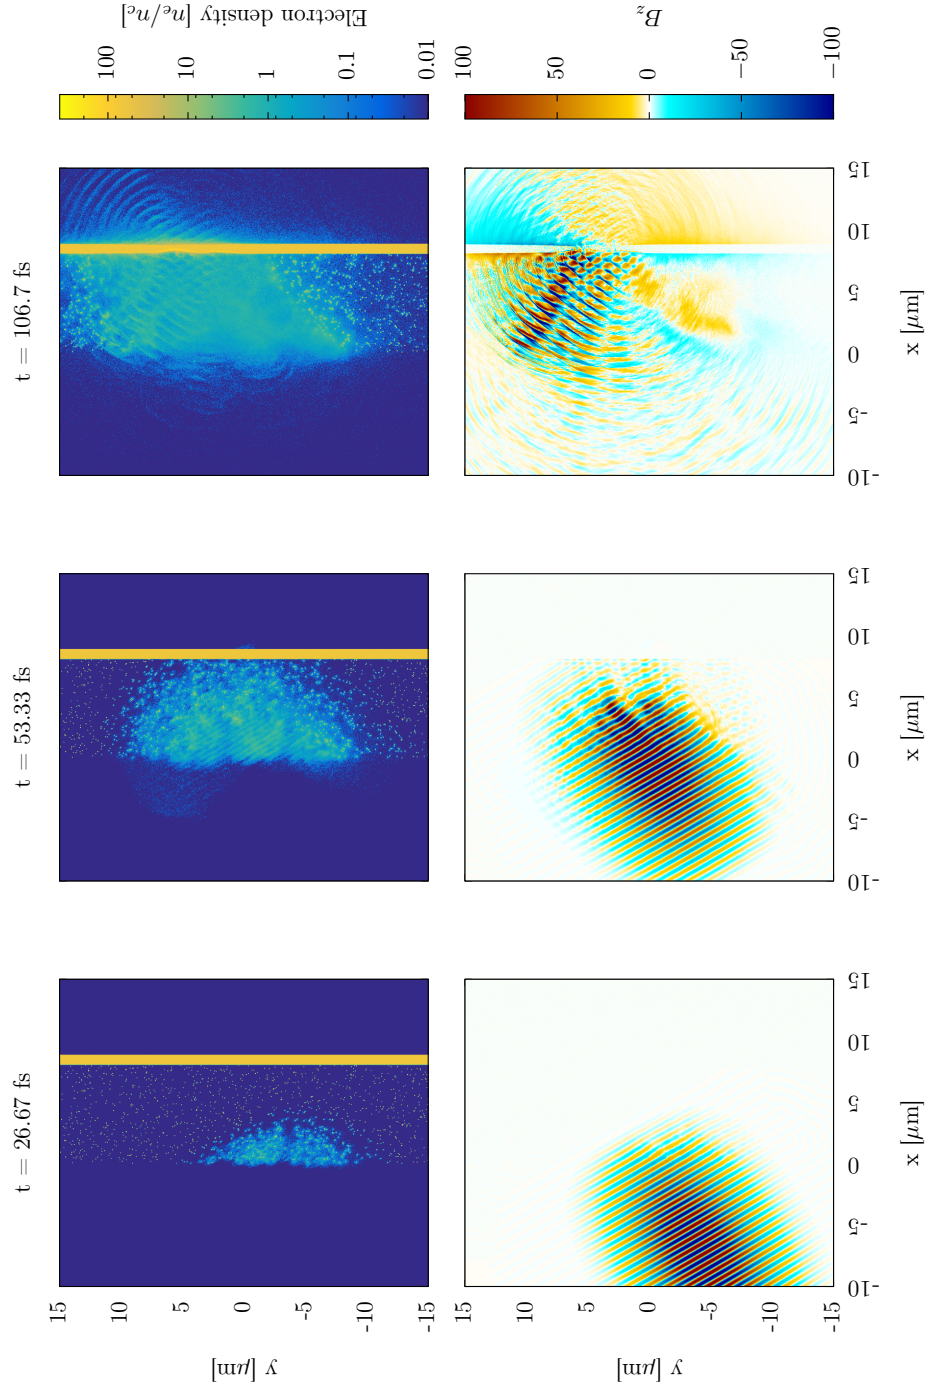 t = 26.67 fs
t = 53.33 fs
t = 106.7 fs
y [μm]
15
10
5
0
-5
-10
-15
100
10
1
0.1
0.01
Electron density [n_e/n_c]
y [μm]
15
10
5
0
-5
-10
-15
-10 -5 0 5 10 15
x [μm]
-10 -5 0 5 10 15
x [μm]
-10 -5 0 5 10 15
x [μm]
100
50
0
−50
−100
B_z